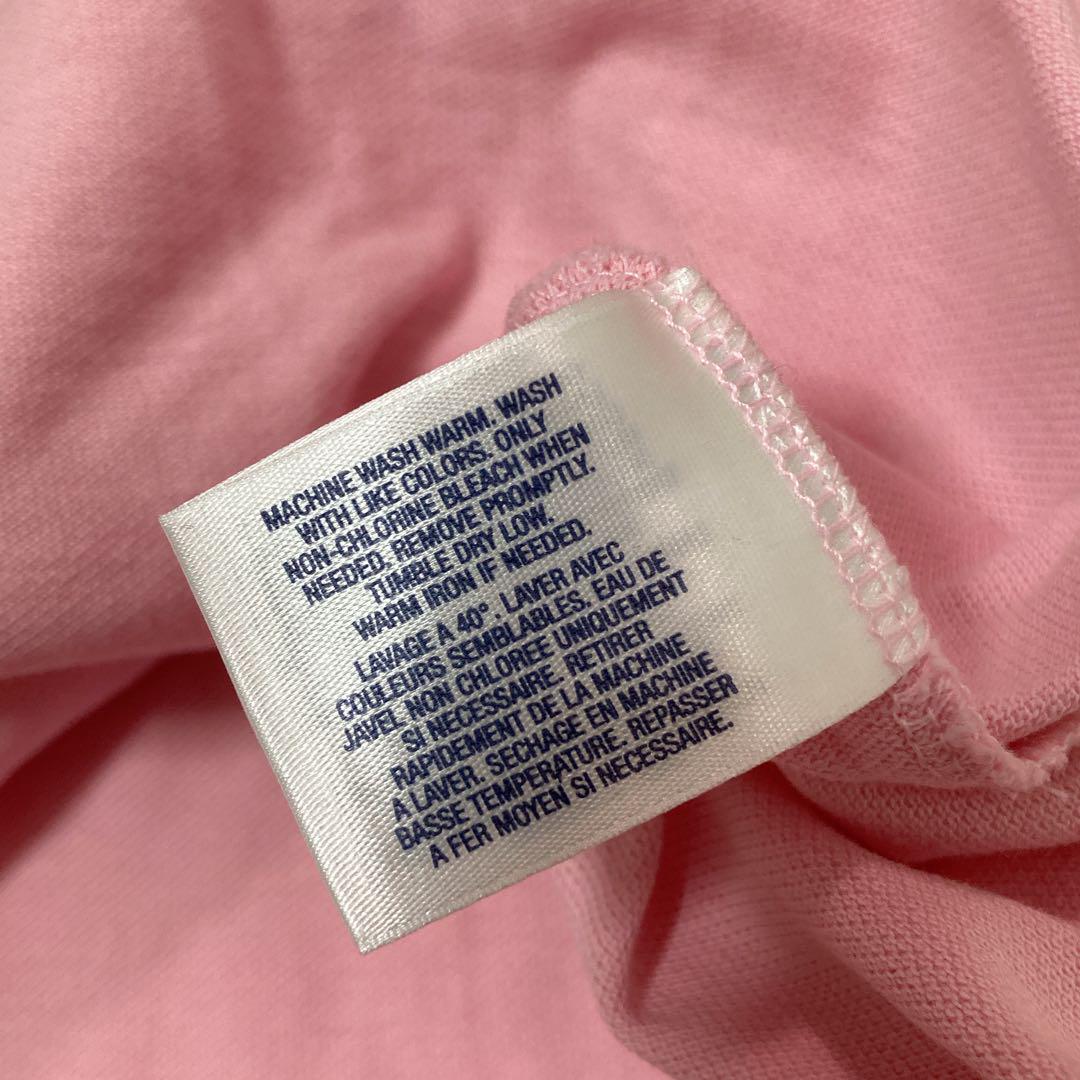 MACHINE WASH WARM. WASH
WITH LIKE COLORS. ONLY
NON-CHLORINE BLEACH WHEN
NEEDED. REMOVE PROMPTLY.
TUMBLE DRY LOW.
WARM IRON IF NEEDED.
LAVAGE A 40°. LAVER AVEC
COULEURS SEMBLABLES. EAU DE
JAVEL NON CHLOREE UNIQUEMENT
SI NECESSAIRE. RETIRER
RAPIDEMENT DE LA MACHINE
A LAVER. SECHAGE EN MACHINE
BASSE TEMPERATURE. REPASSER
A FER MOYEN SI NECESSAIRE.